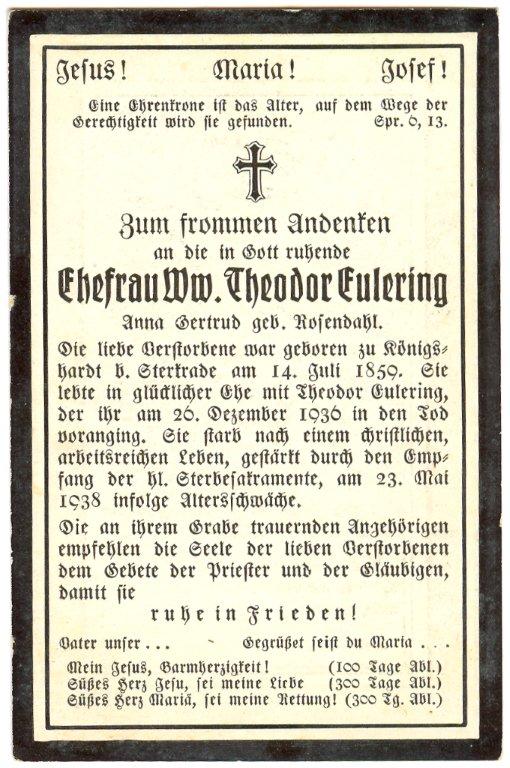 Jesus! Maria! Josef!
Eine Ehrenkrone ist das Alter, auf dem Wege der
Gerechtigkeit wird sie gefunden. Spr. 6, 13.
Zum frommen Andenken
an die in Gott ruhende
Ehefrau Ww. Theodor Eulering
Anna Gertrud geb. Rosendahl.
Die liebe Verstorbene war geboren zu Königs-
hardt b. Sterkrade am 14. Juli 1859. Sie
lebte in glücklicher Ehe mit Theodor Eulering,
der ihr am 26. Dezember 1936 in den Tod
voranging. Sie starb nach einem christlichen,
arbeitsreichen Leben, gestärkt durch den Emp-
fang der hl. Sterbesakramente, am 23. Mai
1938 infolge Altersschwäche.
Die an ihrem Grabe trauernden Angehörigen
empfehlen die Seele der lieben Verstorbenen
dem Gebete der Priester und der Gläubigen,
damit sie
ruhe in Frieden!
Vater unser... Gegrüßet seist du Maria...
Mein Jesus, Barmherzigkeit! (100 Tage Abl.)
Süßes Herz Jesu, sei meine Liebe (300 Tage Abl.)
Süßes Herz Mariä, sei meine Rettung! (300 Tg. Abl.)